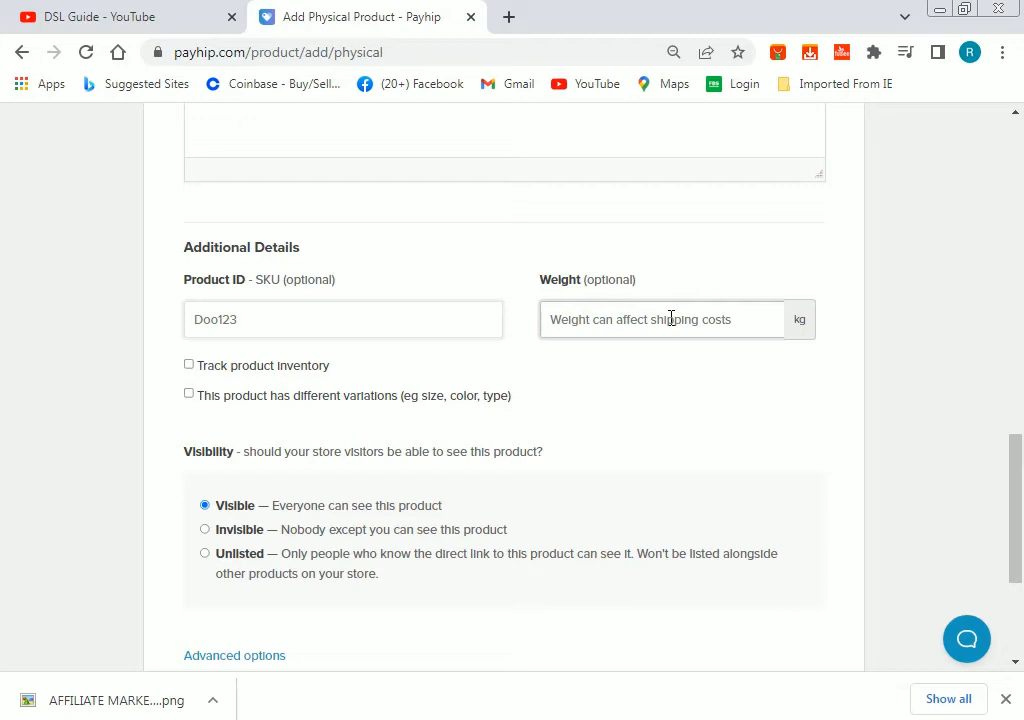 DSL Guide - YouTube
Add Physical Product - Payhip
payhip.com/product/add/physical
R
Apps
Suggested Sites
Coinbase - Buy/Sell...
(20+) Facebook
Gmail
YouTube
Maps
Login
Imported From IE
Additional Details
Product ID - SKU (optional)
Weight (optional)
Doo123
Weight can affect shipping costs
kg
Track product inventory
This product has different variations (eg size, color, type)
Visibility - should your store visitors be able to see this product?
Visible — Everyone can see this product
Invisible — Nobody except you can see this product
Unlisted — Only people who know the direct link to this product can see it. Won't be listed alongside
other products on your store.
Advanced options
AFFILIATE MARKE....png
Show all